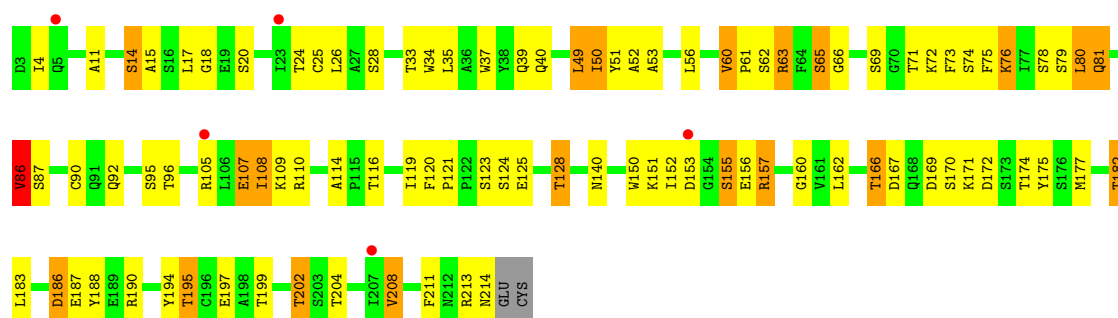 D3 I4 Q5 A11 S14 A15 S16 L17 G18 E19 S20 I23 T24 C25 L26 A27 S28 T33 W34 L35 A36 W37 Y38 Q39 Q40 L49 I50 Y51 A52 A53 L56 V60 P61 S62 R63 F64 S65 G66 S69 G70 T71 K72 F73 S74 F75 K76 I77 S78 S79 L80 Q81
V86 S87 C90 Q91 Q92 S95 T96 R105 L106 E107 I108 K109 R110 A114 P115 T116 I119 F120 P121 P122 S123 S124 E125 T128 N140 W150 K151 I152 D153 G154 S155 E156 R157 G160 V161 L162 T166 D167 Q168 D169 S170 K171 D172 S173 T174 Y175 S176 M177 T182
L183 D186 E187 Y188 E189 R190 Y194 T195 C196 E197 A198 T199 T202 S203 T204 I207 V208 F211 N212 R213 N214 GLU CYS